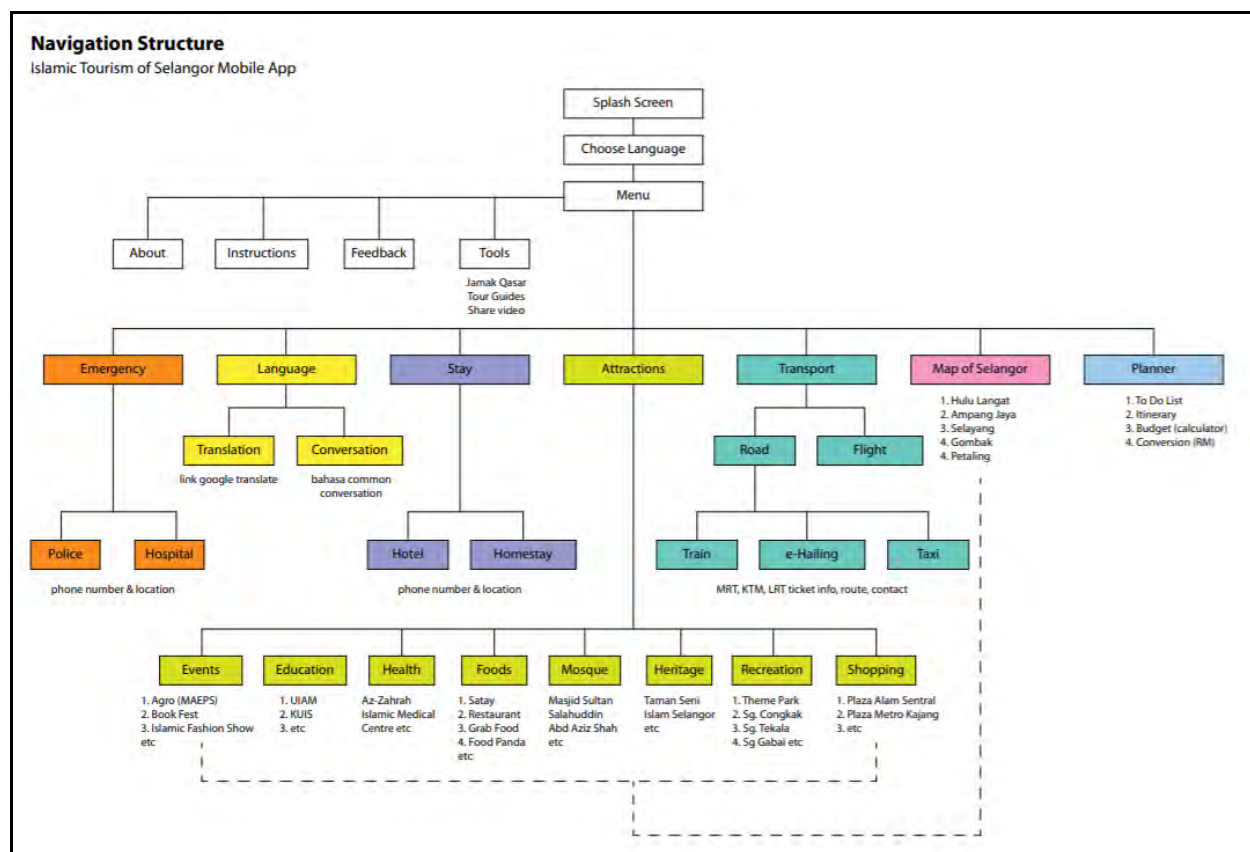 Navigation Structure
Islamic Tourism of Selangor Mobile App
Splash Screen
Choose Language
Menu
About
Instructions
Feedback
Tools
Jamak Qasar
Tour Guides
Share video
Emergency
Language
Stay
Attractions
Transport
Map of Selangor
Planner
1. Hulu Langat
2. Ampang Jaya
3. Selayang
4. Gombak
4. Petaling
1. To Do List
2. Itinerary
3. Budget (calculator)
4. Conversion (RM)
Translation
link google translate
Conversation
bahasa common
conversation
Road
Flight
Police
Hospital
phone number & location
Hotel
Homestay
phone number & location
Train
e-Hailing
Taxi
MRT, KTM, LRT ticket info, route, contact
Events
1. Agro (MAEPS)
2. Book Fest
3. Islamic Fashion Show
etc
Education
1. UIAM
2. KUIS
3. etc
Health
Az-Zahrah
Islamic Medical
Centre etc
Foods
1. Satay
2. Restaurant
3. Grab Food
4. Food Panda
etc
Mosque
Masjid Sultan
Salahuddin
Abd Aziz Shah
etc
Heritage
Taman Seni
Islam Selangor
etc
Recreation
1. Theme Park
2. Sg. Congkak
3. Sg. Tekala
4. Sg Gabai etc
Shopping
1. Plaza Alam Sentral
2. Plaza Metro Kajang
3. etc